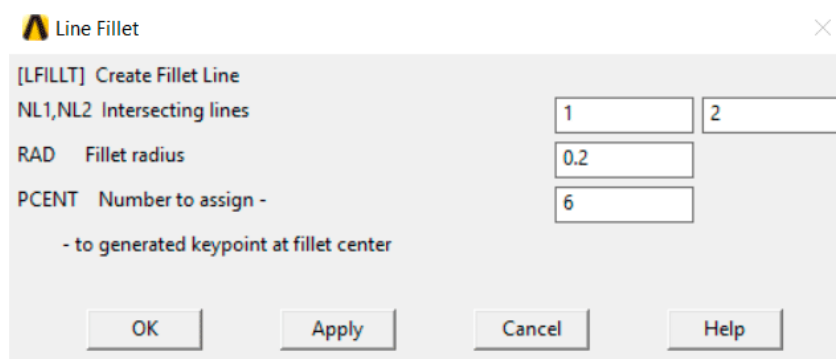 Line Fillet
[LFILLT] Create Fillet Line
NL1,NL2 Intersecting lines 1 2
RAD Fillet radius 0.2
PCENT Number to assign - 6
- to generated keypoint at fillet center
OK Apply Cancel Help